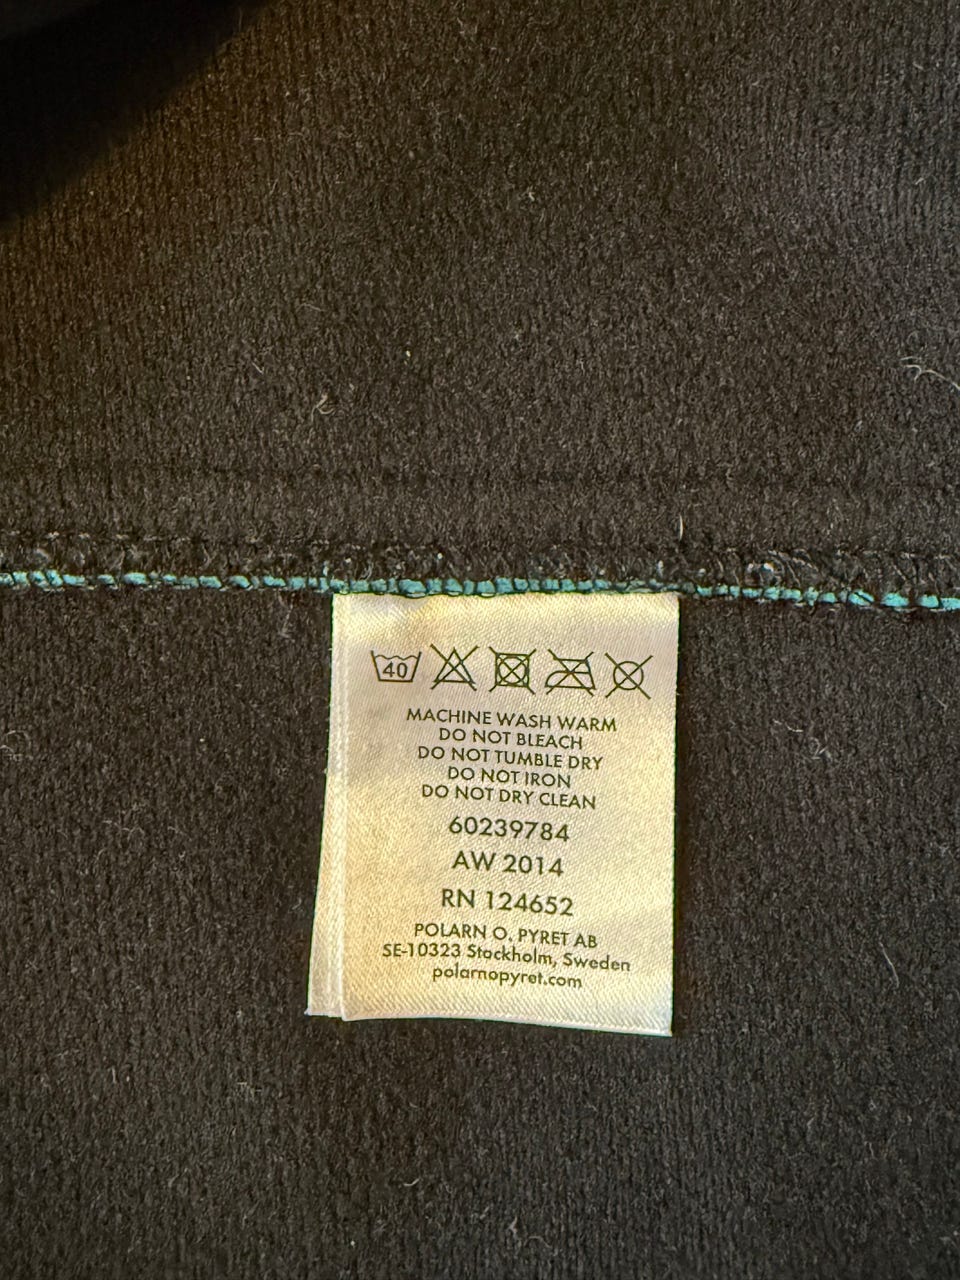 40
MACHINE WASH WARM
DO NOT BLEACH
DO NOT TUMBLE DRY
DO NOT IRON
DO NOT DRY CLEAN
60239784
AW 2014
RN 124652
POLARN O. PYRET AB
SE-10323 Stockholm, Sweden
polarnopyret.com